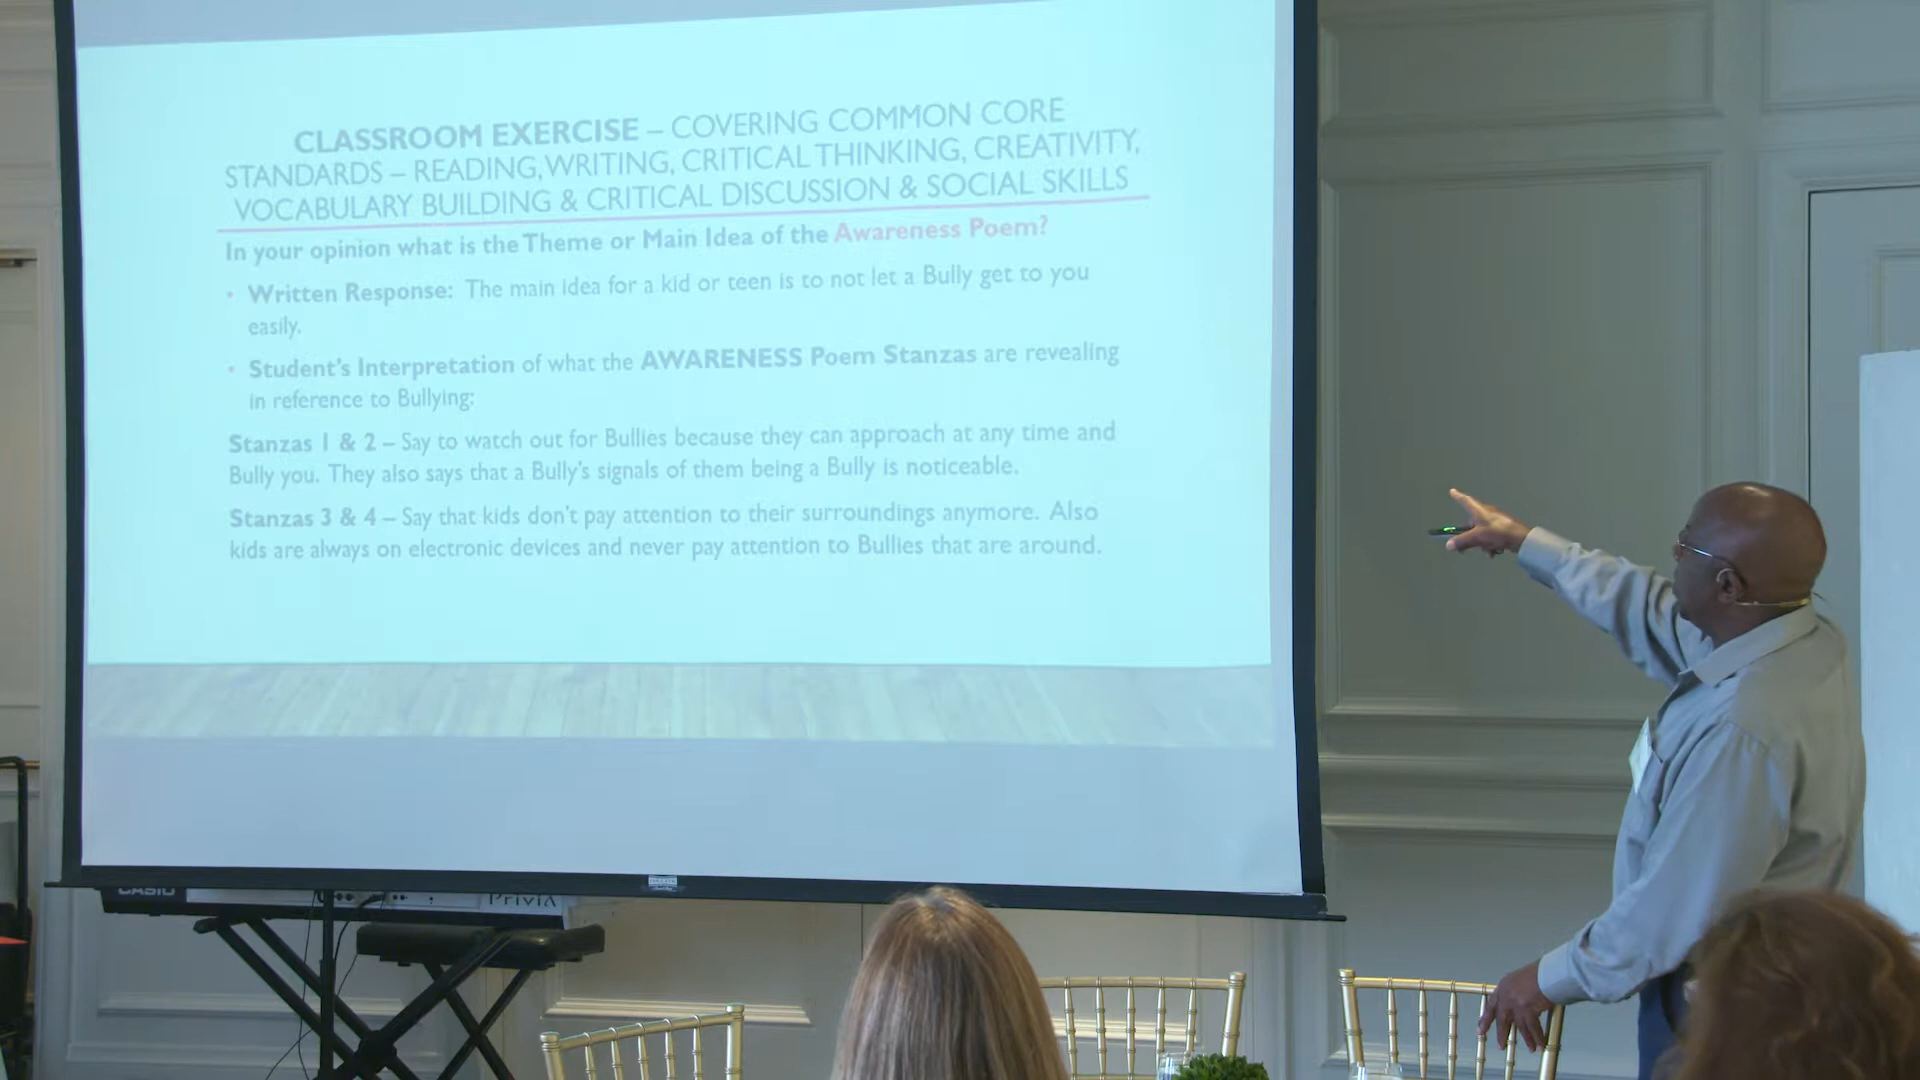 CLASSROOM EXERCISE – COVERING COMMON CORE
STANDARDS – READING, WRITING, CRITICAL THINKING, CREATIVITY,
VOCABULARY BUILDING & CRITICAL DISCUSSION & SOCIAL SKILLS
In your opinion what is the Theme or Main Idea of the Awareness Poem?
• Written Response: The main idea for a kid or teen is to not let a Bully get to you
easily.
• Student's Interpretation of what the AWARENESS Poem Stanzas are revealing
in reference to Bullying:
Stanzas 1 & 2 – Say to watch out for Bullies because they can approach at any time and
Bully you. They also says that a Bully's signals of them being a Bully is noticeable.
Stanzas 3 & 4 – Say that kids don't pay attention to their surroundings anymore. Also
kids are always on electronic devices and never pay attention to Bullies that are around.
CASIO
Privia